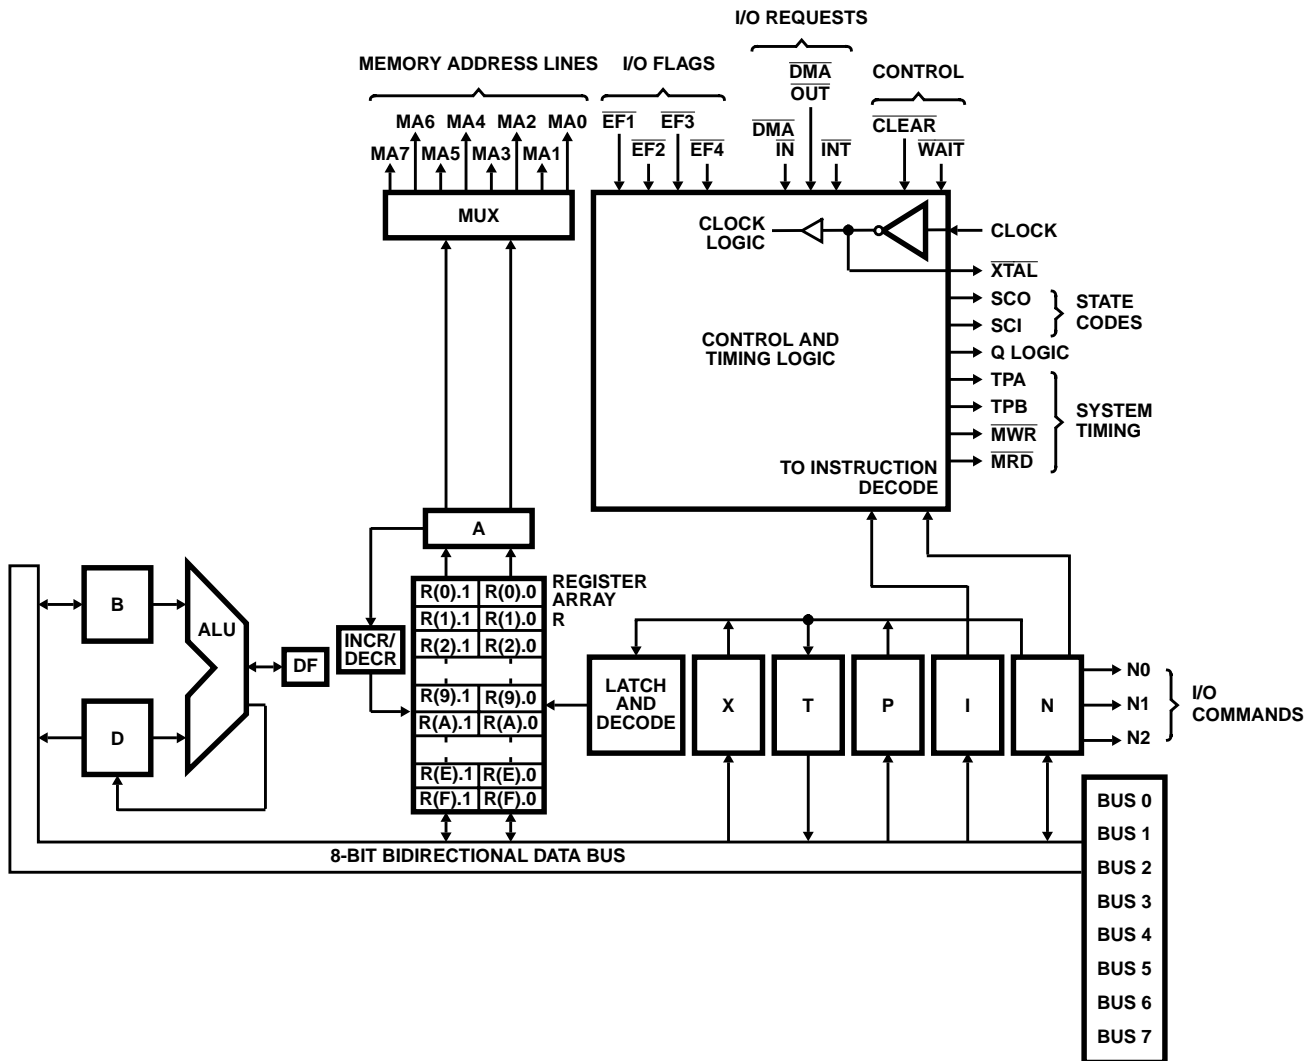 I/O REQUESTS
MEMORY ADDRESS LINES
I/O FLAGS
DMA
OUT
CONTROL
MA6 MA4 MA2 MA0
EF1 EF3
DMA
IN
CLEAR
MA7 MA5 MA3 MA1
EF2 EF4
INT
WAIT
MUX
CLOCK
LOGIC
CLOCK
XTAL
SCO
SCI
STATE
CODES
CONTROL AND
TIMING LOGIC
Q LOGIC
TPA
TPB
MWR
MRD
SYSTEM
TIMING
TO INSTRUCTION
DECODE
A
REGISTER
ARRAY
R
R(0).1 R(0).0
R(1).1 R(1).0
R(2).1 R(2).0
R(9).1 R(9).0
R(A).1 R(A).0
R(E).1 R(E).0
R(F).1 R(F).0
B
ALU
DF
INCR/
DECR
D
LATCH
AND
DECODE
X
T
P
I
N
N0
N1
N2
I/O
COMMANDS
8-BIT BIDIRECTIONAL DATA BUS
BUS 0
BUS 1
BUS 2
BUS 3
BUS 4
BUS 5
BUS 6
BUS 7